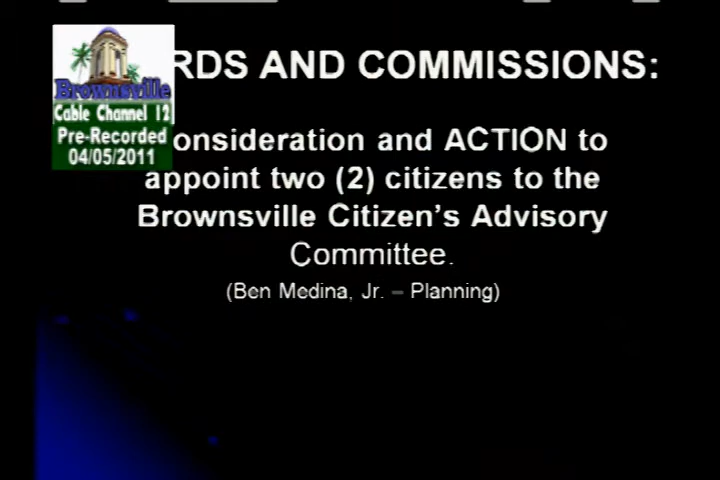 RDS AND COMMISSIONS:
Brownsville
Cable Channel 12
Pre-Recorded
04/05/2011
onsideration and ACTION to
appoint two (2) citizens to the
Brownsville Citizen's Advisory
Committee.
(Ben Medina, Jr. – Planning)